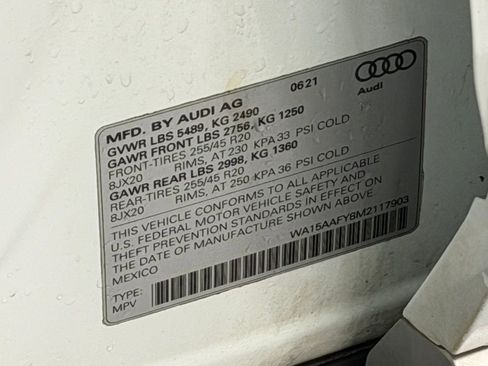 06.21
MFD. BY AUDI AG
Audi
GVWR LBS 5489, KG 2490
GAWR FRONT LBS 2756, KG 1250
FRONT-TIRES 255/45 R20
8JX20 RIMS, AT 230 KPA 33 PSI COLD
GAWR REAR LBS 2998, KG 1360
REAR-TIRES 255/45 R20
8JX20 RIMS, AT 250 KPA 36 PSI COLD
THIS VEHICLE CONFORMS TO ALL APPLICABLE
U.S. FEDERAL MOTOR VEHICLE SAFETY AND
THEFT PREVENTION STANDARDS IN EFFECT ON
THE DATE OF MANUFACTURE SHOWN ABOVE.
MEXICO
WA15AAFY8M2117903
TYPE:
MPV